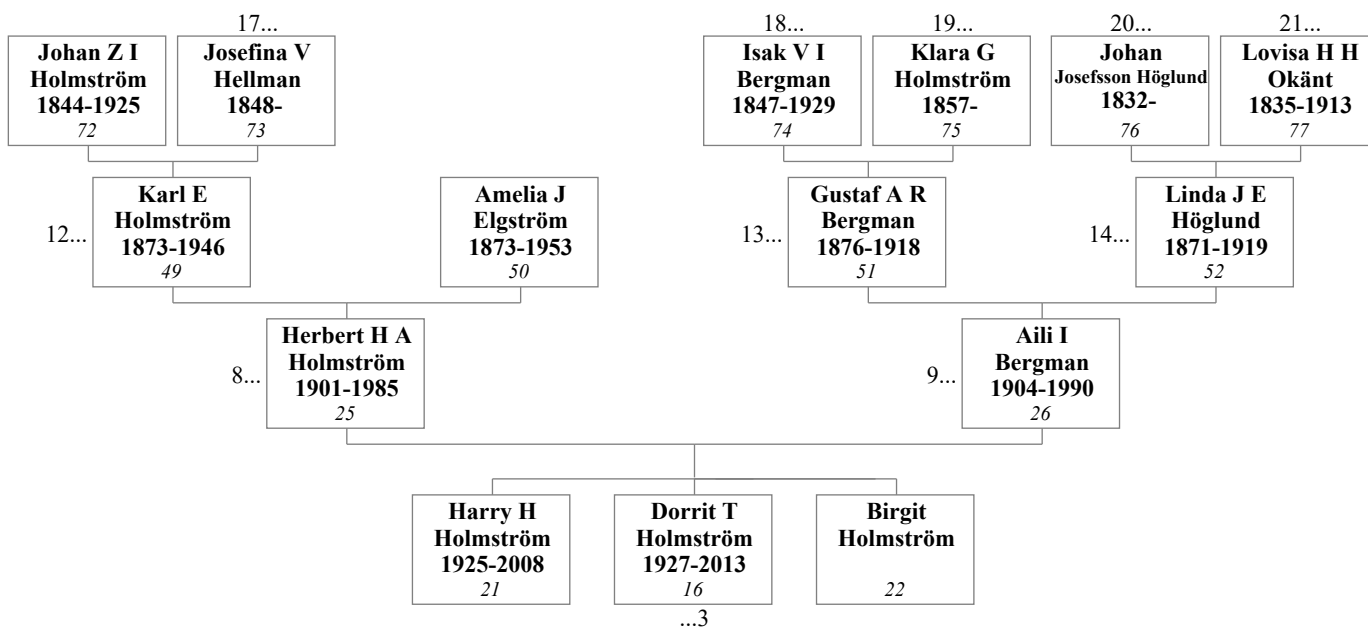 17...
18...
19...
20...
21...
Johan Z I
Holmström
1844-1925
72
Josefina V
Hellman
1848-
73
Isak V I
Bergman
1847-1929
74
Klara G
Holmström
1857-
75
Johan
Josefsson Höglund
1832-
76
Lovisa H H
Okänt
1835-1913
77
12...
Karl E
Holmström
1873-1946
49
Amelia J
Elgström
1873-1953
50
13...
Gustaf A R
Bergman
1876-1918
51
14...
Linda J E
Höglund
1871-1919
52
8...
Herbert H A
Holmström
1901-1985
25
9...
Aili I
Bergman
1904-1990
26
Harry H
Holmström
1925-2008
21
Dorrit T
Holmström
1927-2013
16
Birgit
Holmström
22
...3